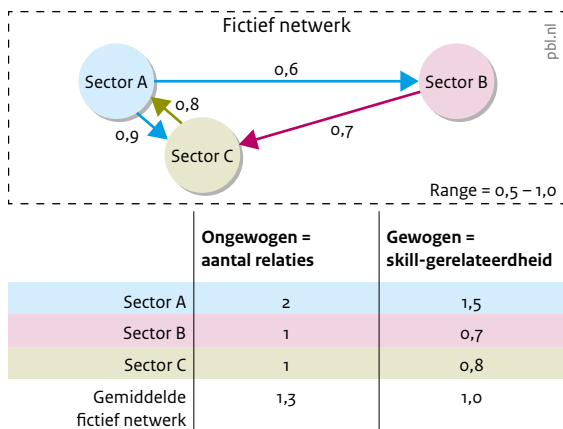 Fictief netwerk
pbl.nl
Sector A
0,6
Sector B
0,8
0,9
0,7
Sector C
Range = 0,5 – 1,0
Ongewogen = Gewogen =
aantal relaties skill-gerelateerdheid
Sector A 2 1,5
Sector B 1 0,7
Sector C 1 0,8
Gemiddelde
fictief netwerk 1,3 1,0